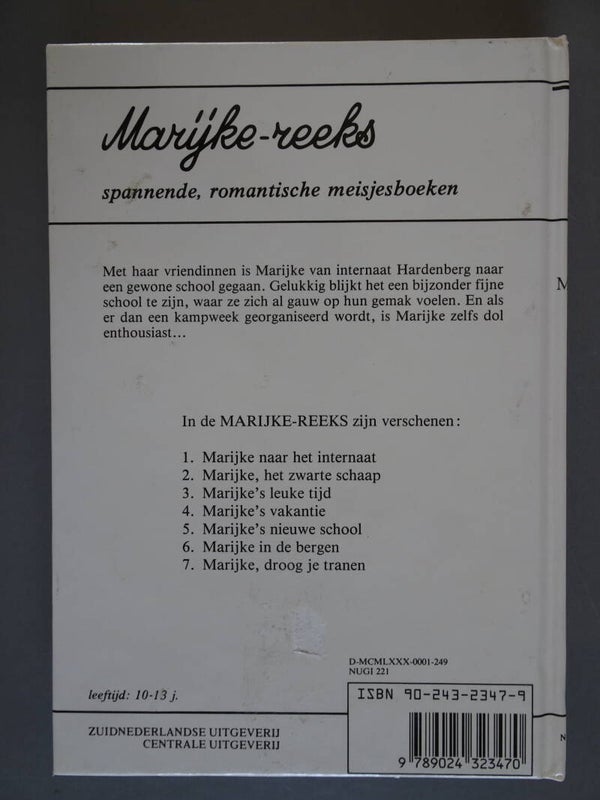 Marijke-reeks
spannende, romantische meisjesboeken
Met haar vriendinnen is Marijke van internaat Hardenberg naar
een gewone school gegaan. Gelukkig blijkt het een bijzonder fijne
school te zijn, waar ze zich al gauw op hun gemak voelen. En als
er dan een kampweek georganiseerd wordt, is Marijke zelfs dol
enthousiast...
In de MARIJKE-REEKS zijn verschenen:
1. Marijke naar het internaat
2. Marijke, het zwarte schaap
3. Marijke's leuke tijd
4. Marijke's vakantie
5. Marijke's nieuwe school
6. Marijke in de bergen
7. Marijke, droog je tranen
D-MCMLXXX-0001-249
NUGI 221
leeftijd: 10-13 j.
ISBN 90-243-2347-9
ZUIDNEDERLANDSE UITGEVERIJ
CENTRALE UITGEVERIJ
9 789024 323470